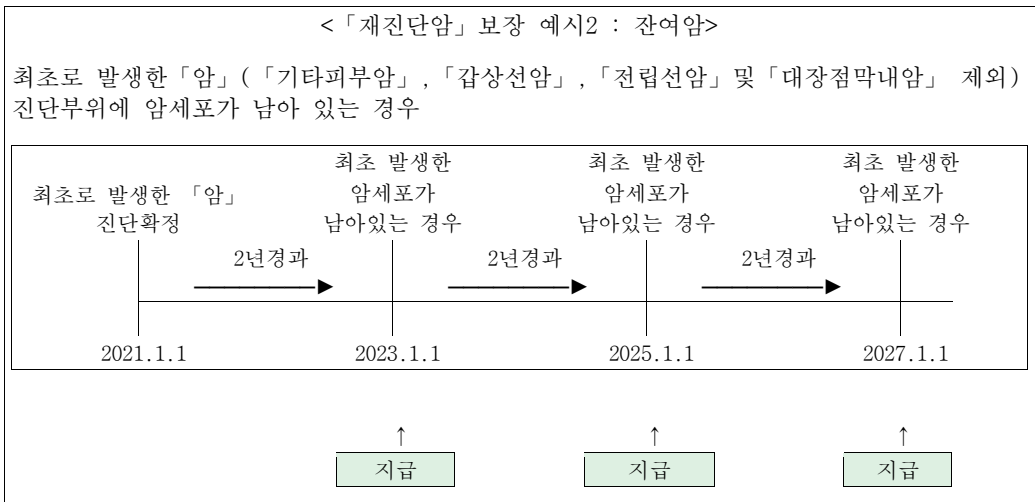 <「재진단암」보장 예시2 : 잔여암>
최초로 발생한「암」(「기타피부암」,「갑상선암」,「전립선암」및「대장점막내암」 제외)
진단부위에 암세포가 남아 있는 경우
최초로 발생한 「암」
진단확정
최초 발생한
암세포가
남아있는 경우
최초 발생한
암세포가
남아있는 경우
최초 발생한
암세포가
남아있는 경우
2년경과
2년경과
2년경과
2021.1.1
2023.1.1
2025.1.1
2027.1.1
↑
↑
↑
지급
지급
지급